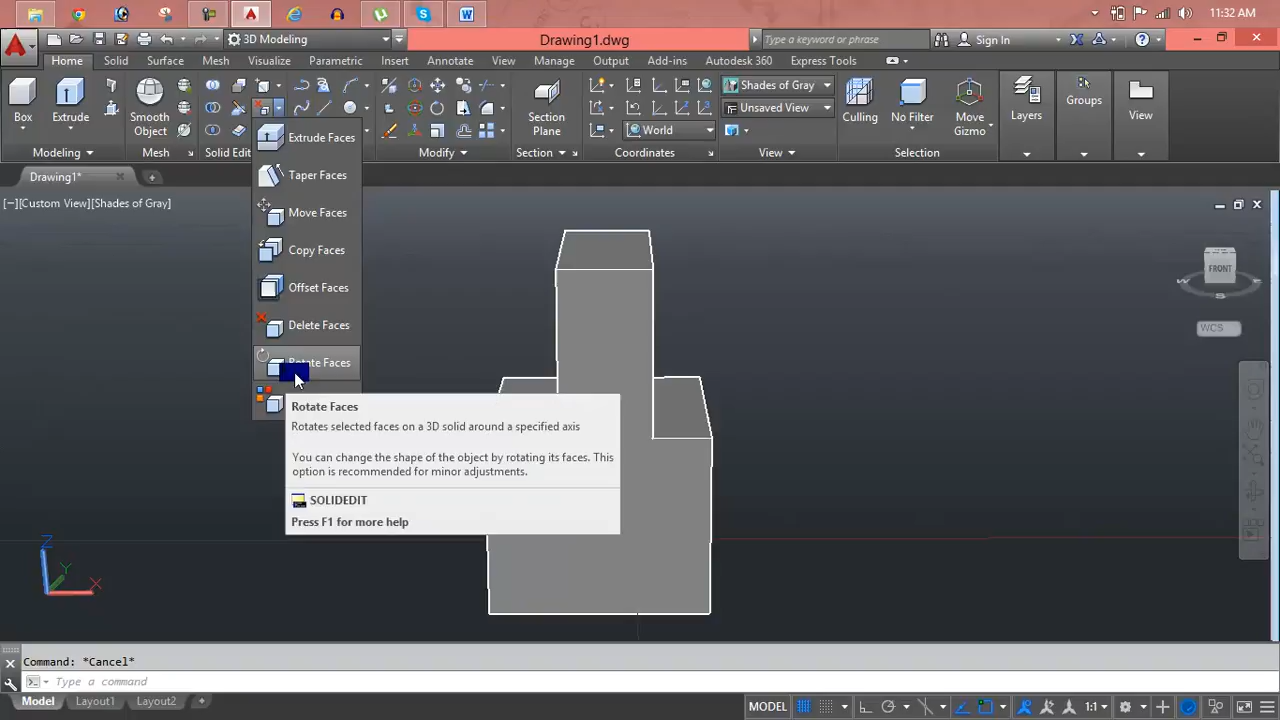 11:32 AM
3D Modeling
Drawing1.dwg
Type a keyword or phrase
Sign In
Home
Solid
Surface
Mesh
Visualize
Parametric
Insert
Annotate
View
Manage
Output
Add-ins
Autodesk 360
Express Tools
Box
Extrude
Smooth
Object
Section
Plane
Shades of Gray
Unsaved View
World
Culling
No Filter
Move
Gizmo
Layers
Groups
View
Modeling
Mesh
Solid Edi
Modify
Section
Coordinates
View
Selection
Drawing1*
[−][Custom View][Shades of Gray]
Extrude Faces
Taper Faces
Move Faces
Copy Faces
Offset Faces
Delete Faces
Rotate Faces
Rotate Faces
Rotates selected faces on a 3D solid around a specified axis
You can change the shape of the object by rotating its faces. This
option is recommended for minor adjustments.
SOLIDEDIT
Press F1 for more help
FRONT
W
S
WCS
Z
Y
X
Command: *Cancel*
Type a command
Model
Layout1
Layout2
MODEL
1:1